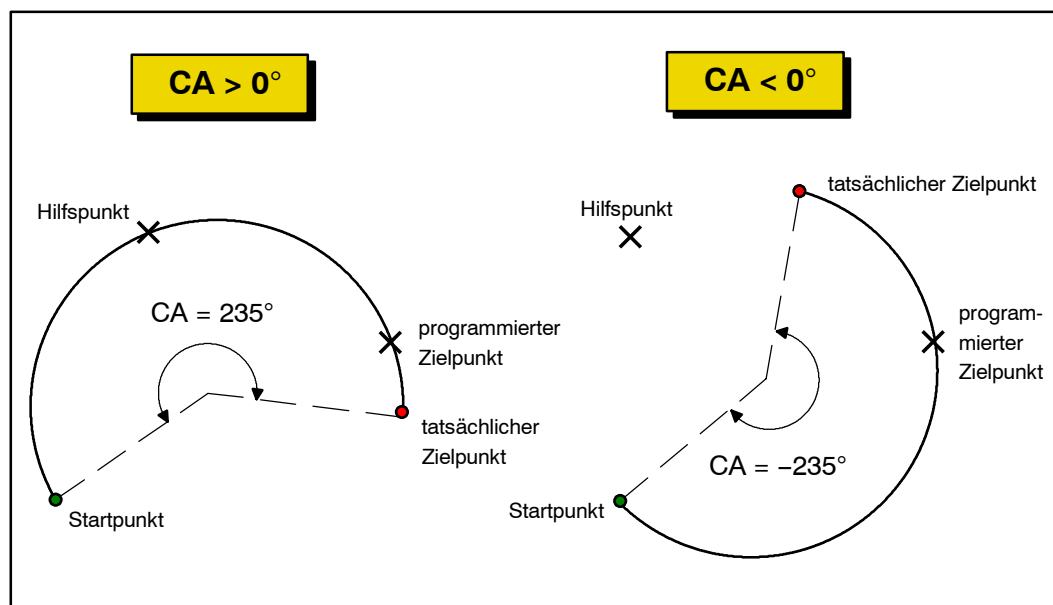 CA > 0°
CA < 0°
Hilfspunkt
CA = 235°
programmierter
Zielpunkt
tatsächlicher
Zielpunkt
Startpunkt
tatsächlicher Zielpunkt
Hilfspunkt
program-
mierter
Zielpunkt
CA = −235°
Startpunkt